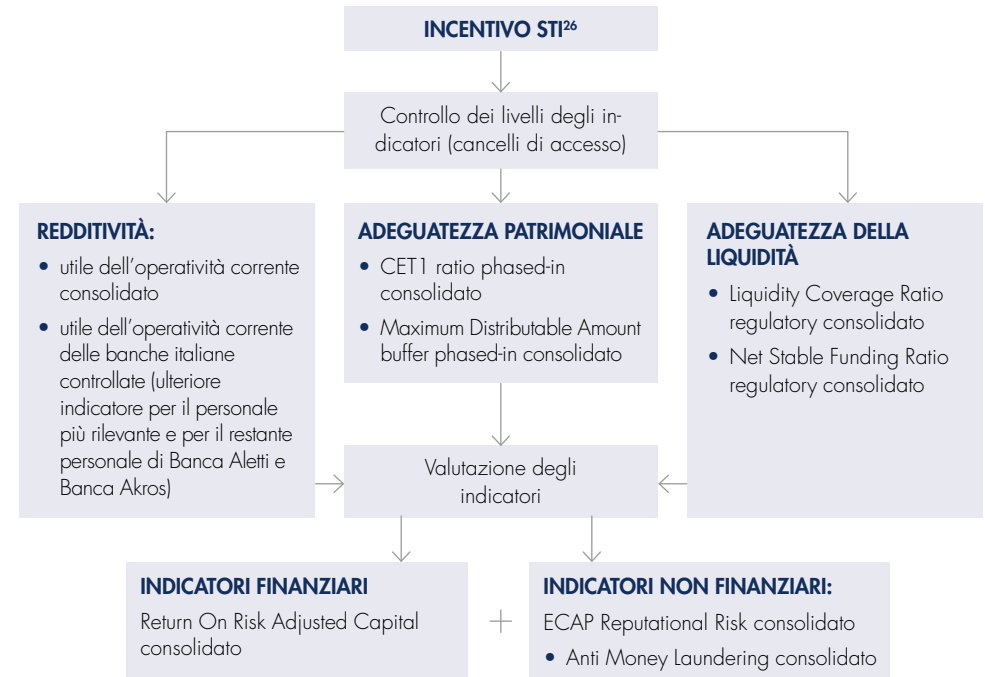 INCENTIVO STI²⁶
Controllo dei livelli degli in-
dicatori (cancelli di accesso)
REDDITIVITÀ:
• utile dell'operatività corrente
consolidato
• utile dell'operatività corrente
delle banche italiane
controllate (ulteriore
indicatore per il personale
più rilevante e per il restante
personale di Banca Aletti e
Banca Akros)
ADEGUATEZZA PATRIMONIALE
• CET1 ratio phased-in
consolidato
• Maximum Distributable Amount
buffer phased-in consolidato
ADEGUATEZZA DELLA
LIQUIDITÀ
• Liquidity Coverage Ratio
regulatory consolidato
• Net Stable Funding Ratio
regulatory consolidato
Valutazione degli
indicatori
INDICATORI FINANZIARI
Return On Risk Adjusted Capital
consolidato
+
INDICATORI NON FINANZIARI:
ECAP Reputational Risk consolidato
• Anti Money Laundering consolidato